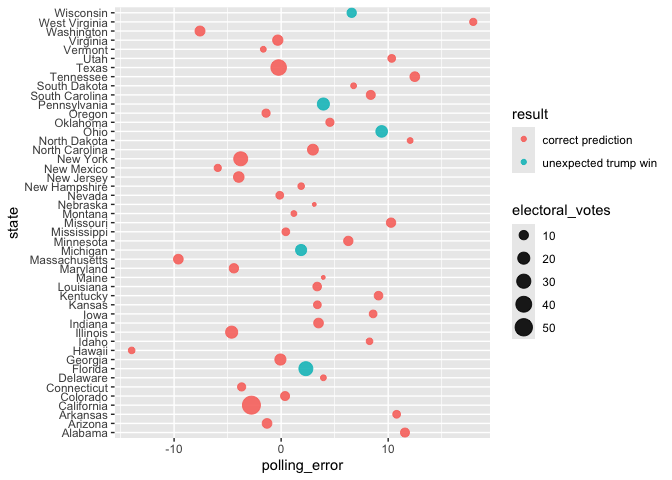 Wisconsin
West Virginia
Washington
Virginia
Vermont
Utah
Texas
Tennessee
South Dakota
South Carolina
Pennsylvania
Oregon
Oklahoma
Ohio
North Dakota
North Carolina
New York
New Mexico
New Jersey
New Hampshire
Nevada
Nebraska
Montana
Missouri
Mississippi
Minnesota
Michigan
Massachusetts
Maryland
Maine
Louisiana
Kentucky
Kansas
Iowa
Indiana
Illinois
Idaho
Hawaii
Georgia
Florida
Delaware
Connecticut
Colorado
California
Arkansas
Arizona
Alabama
state
-10 0 10
polling_error
result
correct prediction
unexpected trump win
electoral_votes
10
20
30
40
50